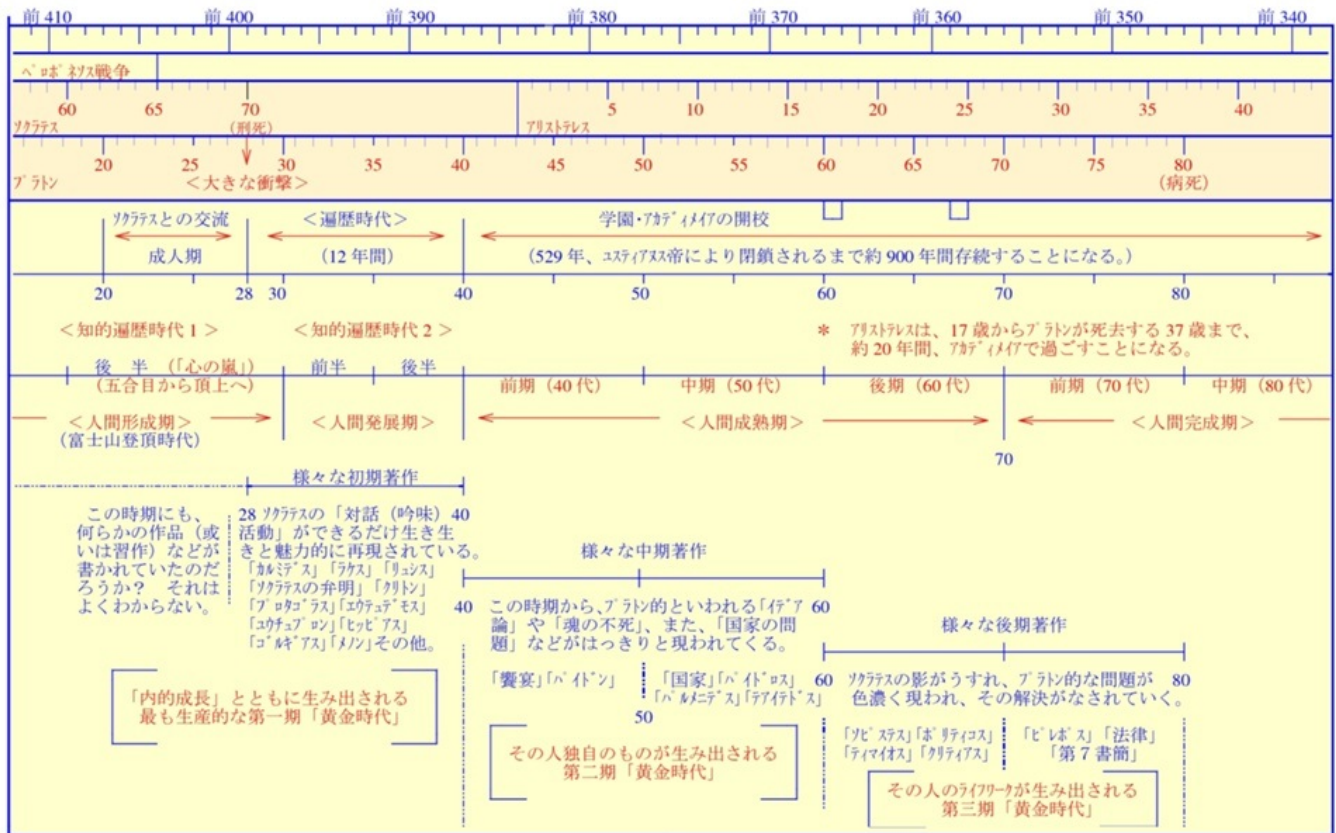 前410 前400 前390 前380 前370 前360 前350 前340
ペロポネソス戦争
60 65 70 5 10 15 17 20 25 30 35 40
ソクラテス (刑死) アリストテレス
20 25 30 35 40 45 50 55 60 65 70 75 80
プラトン <大きな衝撃> (病死)
ソクラテスとの交流 <遍歴時代> 学園・アカディメイアの開校
成人期 (12年間) (529年、ユスティアヌス帝により閉鎖されるまで約900年間存続することになる。)
20 28 30 40 50 60 70 80
<知的遍歴時代1> <知的遍歴時代2> * アリストテレスは、17歳からプラトンが死去する37歳まで、
約20年間、アカディメイアで過ごすことになる。
後 半 (「心の嵐」) 前半 後半
(五合目から頂上へ) 前期(40代) 中期(50代) 後期(60代) 前期(70代) 中期(80代)
<人間形成期> <人間発展期> <人間成熟期> <人間完成期>
(富士山登頂時代)
70
様々な初期著作
この時期にも、
何らかの作品(或
いは習作)などが
書かれていたのだ
ろうか? それは
よくわからない。
28 ソクラテスの「対話(吟味) 40
活動」ができるだけ生き生
きと魅力的に再現されている。
「カルミデス」「ラケス」「リュシス」
「ソクラテスの弁明」「クリトン」
「プロタゴラス」「エウテュデモス」
「ユウチュプロン」「ヒッピアス」
「ゴルギアス」「メノン」その他。
「内的成長」とともに生み出される
最も生産的な第一期「黄金時代」
様々な中期著作
40 この時期から、プラトン的といわれる「イデア 60
論」や「魂の不死」、また、「国家の問
題」などがはっきりと現われてくる。
「饗宴」「パイドン」 「国家」「パイドロス」
「パルメニデス」「テアイテトス」
50
その人独自のものが生み出される
第二期「黄金時代」
様々な後期著作
60 ソクラテスの影がうすれ、プラトン的な問題が 80
色濃く現われ、その解決がなされていく。
「ソピステス」「ポリティコス」 「ピレボス」「法律」
「ティマイオス」「クリティアス」 「第7書簡」
その人のライフワークが生み出される
第三期「黄金時代」